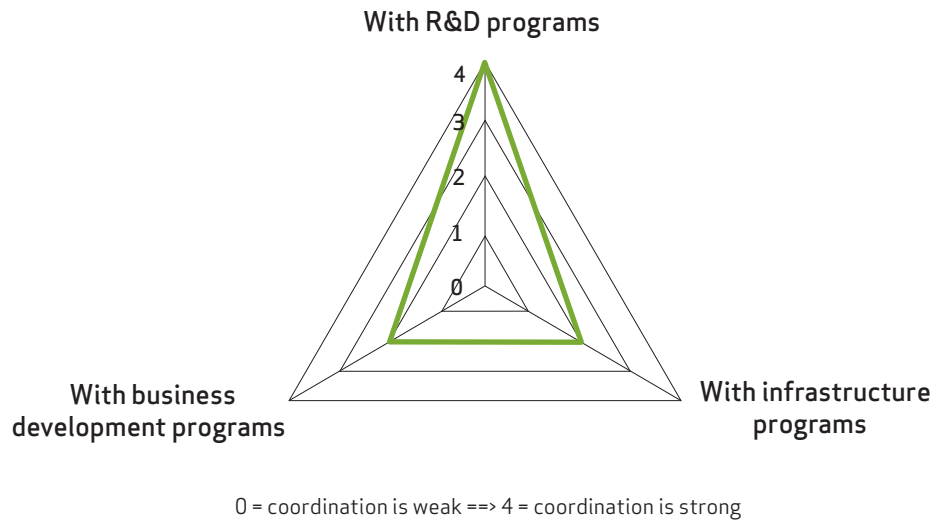 With R&D programs
4
3
2
1
0
With business
development programs
With infrastructure
programs
0 = coordination is weak ==> 4 = coordination is strong